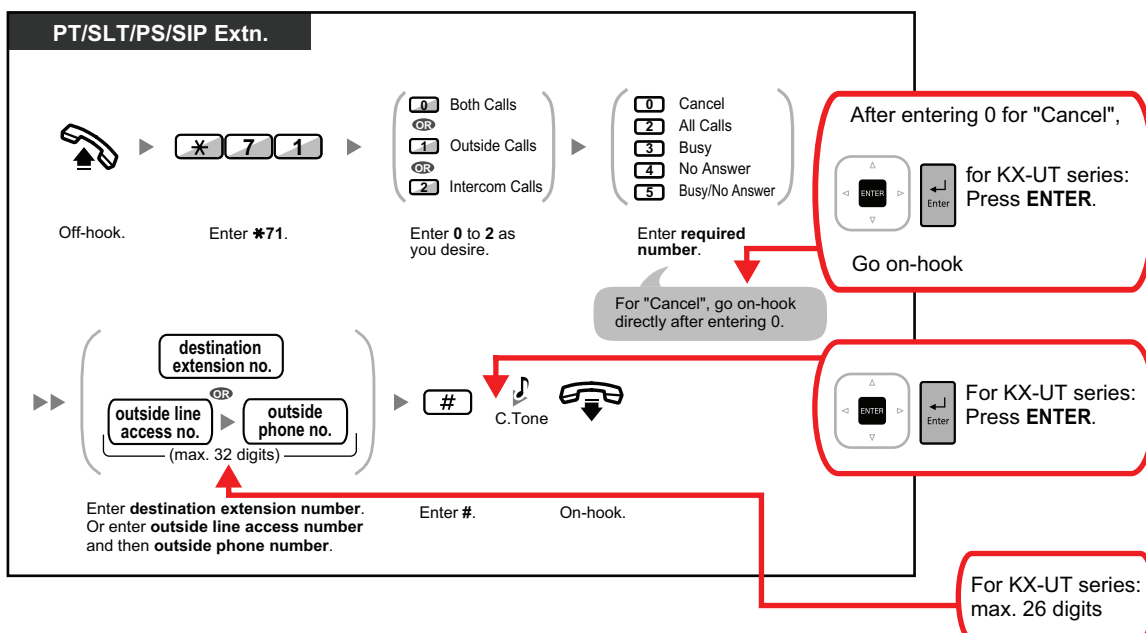 PT/SLT/PS/SIP Extn.
Off-hook.
* 7 1
Enter *71.
0 Both Calls
OR
1 Outside Calls
OR
2 Intercom Calls
Enter 0 to 2 as
you desire.
0 Cancel
2 All Calls
3 Busy
4 No Answer
5 Busy/No Answer
Enter required
number.
For "Cancel", go on-hook
directly after entering 0.
After entering 0 for "Cancel",
ENTER
Enter
for KX-UT series:
Press ENTER.
Go on-hook
destination
extension no.
OR
outside line
access no.
outside
phone no.
(max. 32 digits)
Enter destination extension number.
Or enter outside line access number
and then outside phone number.
#
Enter #.
C.Tone
On-hook.
ENTER
Enter
For KX-UT series:
Press ENTER.
For KX-UT series:
max. 26 digits